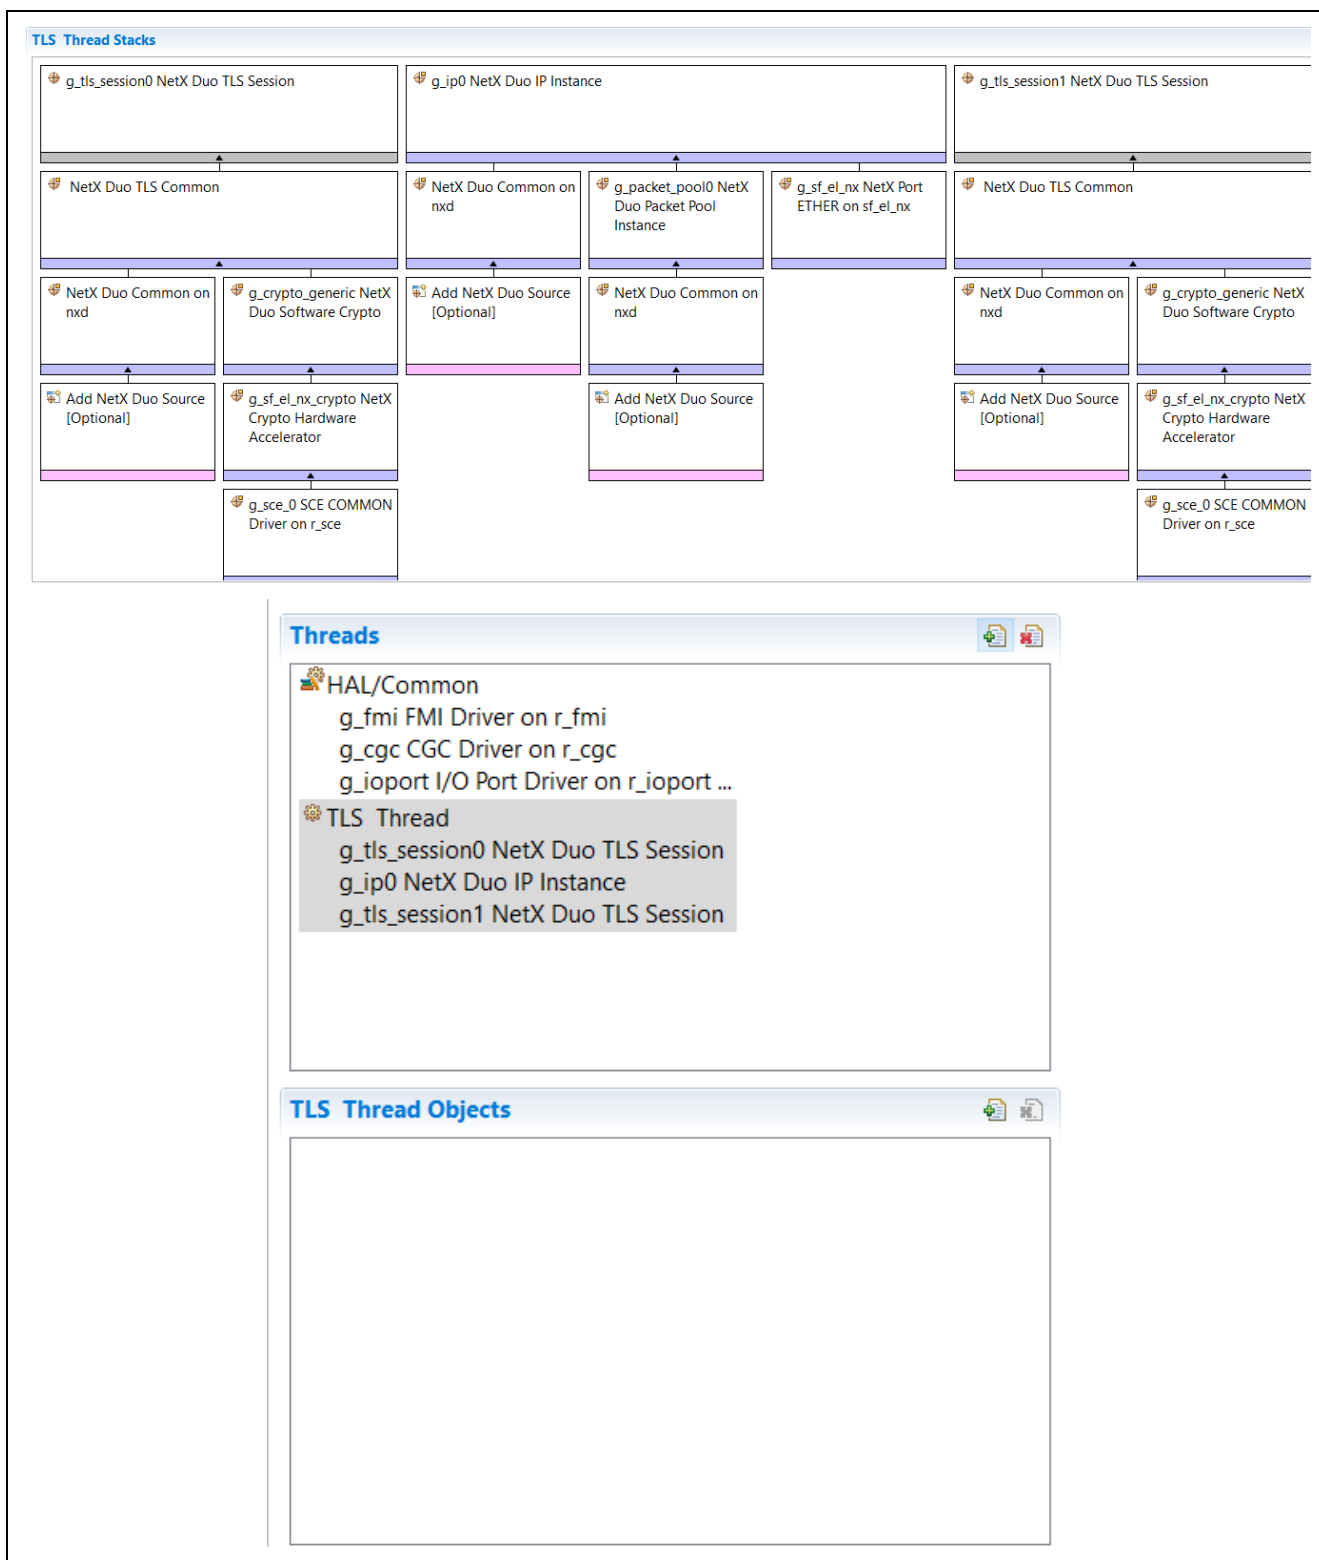 TLS  Thread Stacks
g_tls_session0 NetX Duo TLS Session
g_ip0 NetX Duo IP Instance
g_tls_session1 NetX Duo TLS Session
NetX Duo TLS Common
NetX Duo Common on
nxd
g_packet_pool0 NetX
Duo Packet Pool
Instance
g_sf_el_nx NetX Port
ETHER on sf_el_nx
NetX Duo TLS Common
NetX Duo Common on
nxd
g_crypto_generic NetX
Duo Software Crypto
Add NetX Duo Source
[Optional]
NetX Duo Common on
nxd
NetX Duo Common on
nxd
g_crypto_generic NetX
Duo Software Crypto
Add NetX Duo Source
[Optional]
g_sf_el_nx_crypto NetX
Crypto Hardware
Accelerator
Add NetX Duo Source
[Optional]
Add NetX Duo Source
[Optional]
g_sf_el_nx_crypto NetX
Crypto Hardware
Accelerator
g_sce_0 SCE COMMON
Driver on r_sce
g_sce_0 SCE COMMON
Driver on r_sce
Threads
HAL/Common
g_fmi FMI Driver on r_fmi
g_cgc CGC Driver on r_cgc
g_ioport I/O Port Driver on r_ioport ...
TLS  Thread
g_tls_session0 NetX Duo TLS Session
g_ip0 NetX Duo IP Instance
g_tls_session1 NetX Duo TLS Session
TLS  Thread Objects